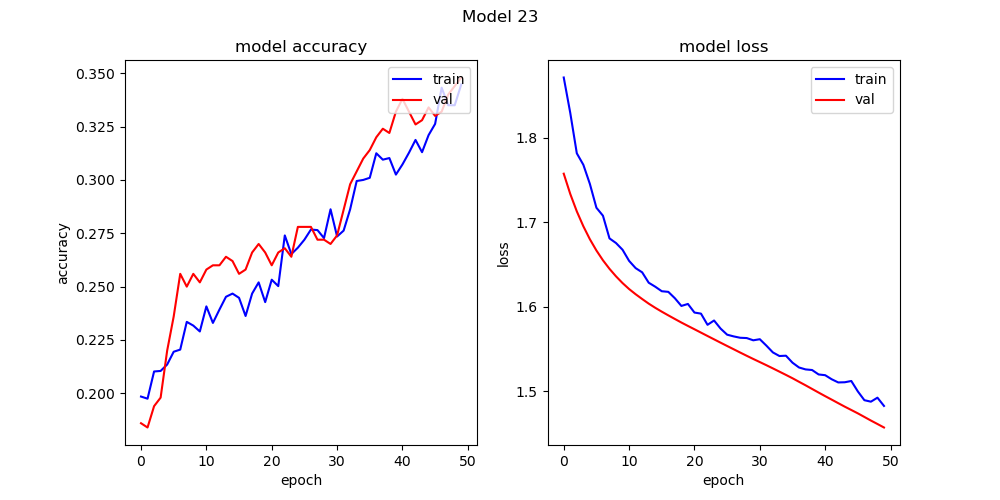 Model 23
model accuracy
0.350
0.325
0.300
0.275
0.250
0.225
0.200
accuracy
0 10 20 30 40 50
epoch
train
val
model loss
1.8
1.7
1.6
1.5
loss
0 10 20 30 40 50
epoch
train
val